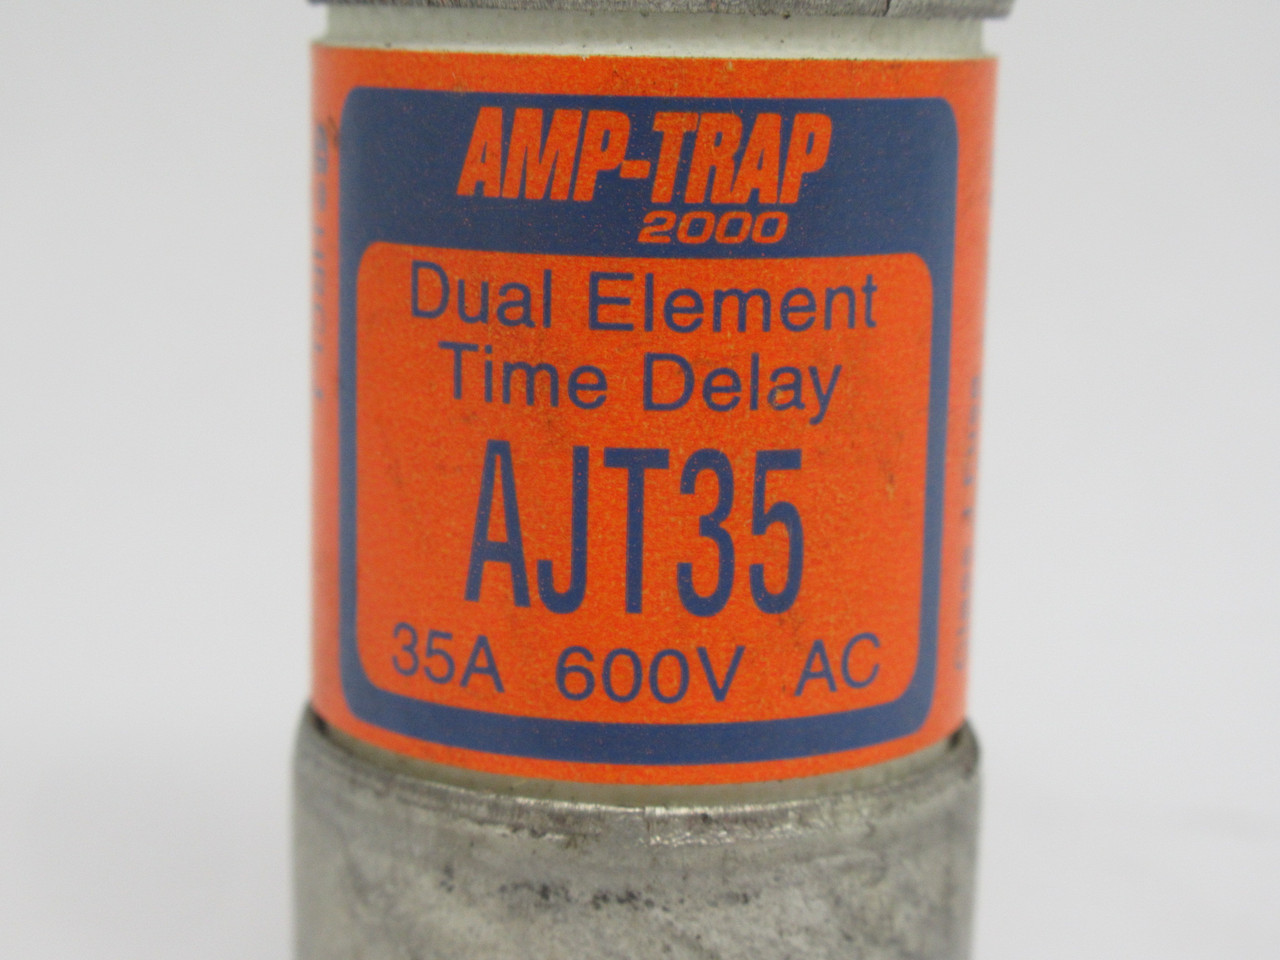 AMP-TRAP
2000
Dual Element
Time Delay
AJT35
35A 600V AC